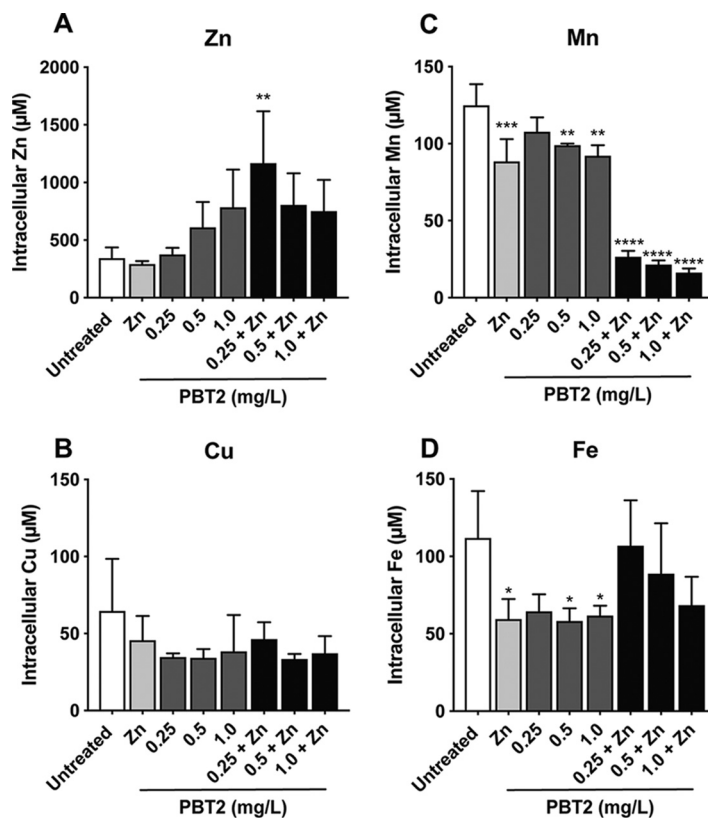 A
Zn
Intracellular Zn (µM)
2000
1500
1000
500
0
**
Untreated
Zn
0.25
0.5
1.0
0.25 + Zn
0.5 + Zn
1.0 + Zn
PBT2 (mg/L)
C
Mn
Intracellular Mn (µM)
150
100
50
0
***
**
**
****
****
****
Untreated
Zn
0.25
0.5
1.0
0.25 + Zn
0.5 + Zn
1.0 + Zn
PBT2 (mg/L)
B
Cu
Intracellular Cu (µM)
150
100
50
0
Untreated
Zn
0.25
0.5
1.0
0.25 + Zn
0.5 + Zn
1.0 + Zn
PBT2 (mg/L)
D
Fe
Intracellular Fe (µM)
150
100
50
0
*
*
*
Untreated
Zn
0.25
0.5
1.0
0.25 + Zn
0.5 + Zn
1.0 + Zn
PBT2 (mg/L)